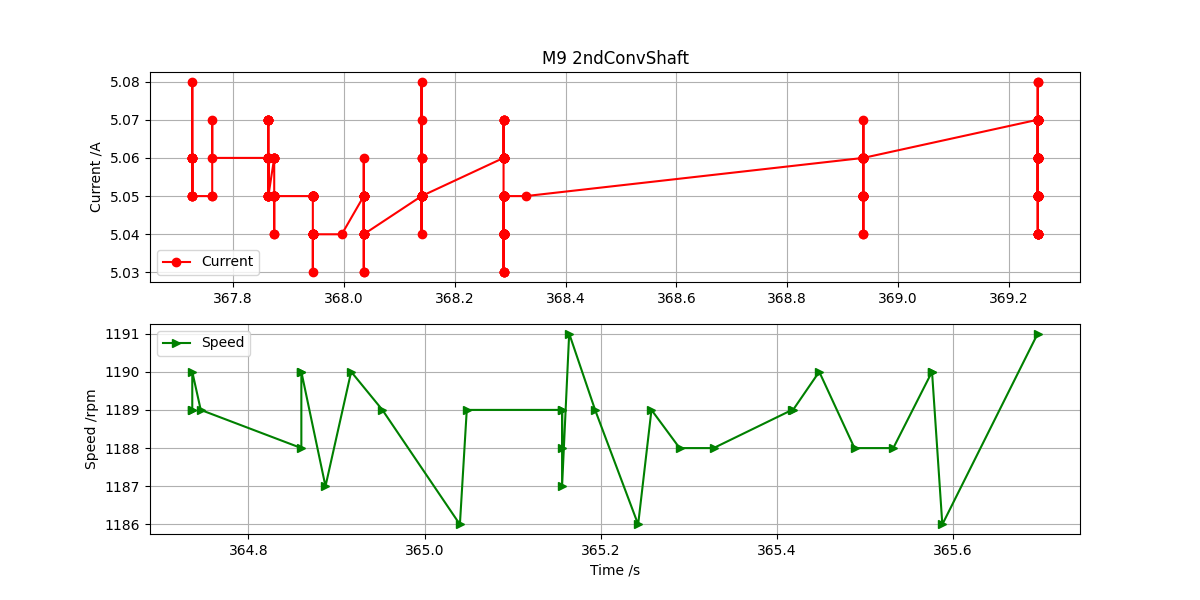 M9 2ndConvShaft
5.08
5.07
5.06
5.05
5.04
5.03
Current /A
Current
367.8 368.0 368.2 368.4 368.6 368.8 369.0 369.2
1191
1190
1189
1188
1187
1186
Speed /rpm
Speed
364.8 365.0 365.2 365.4 365.6
Time /s